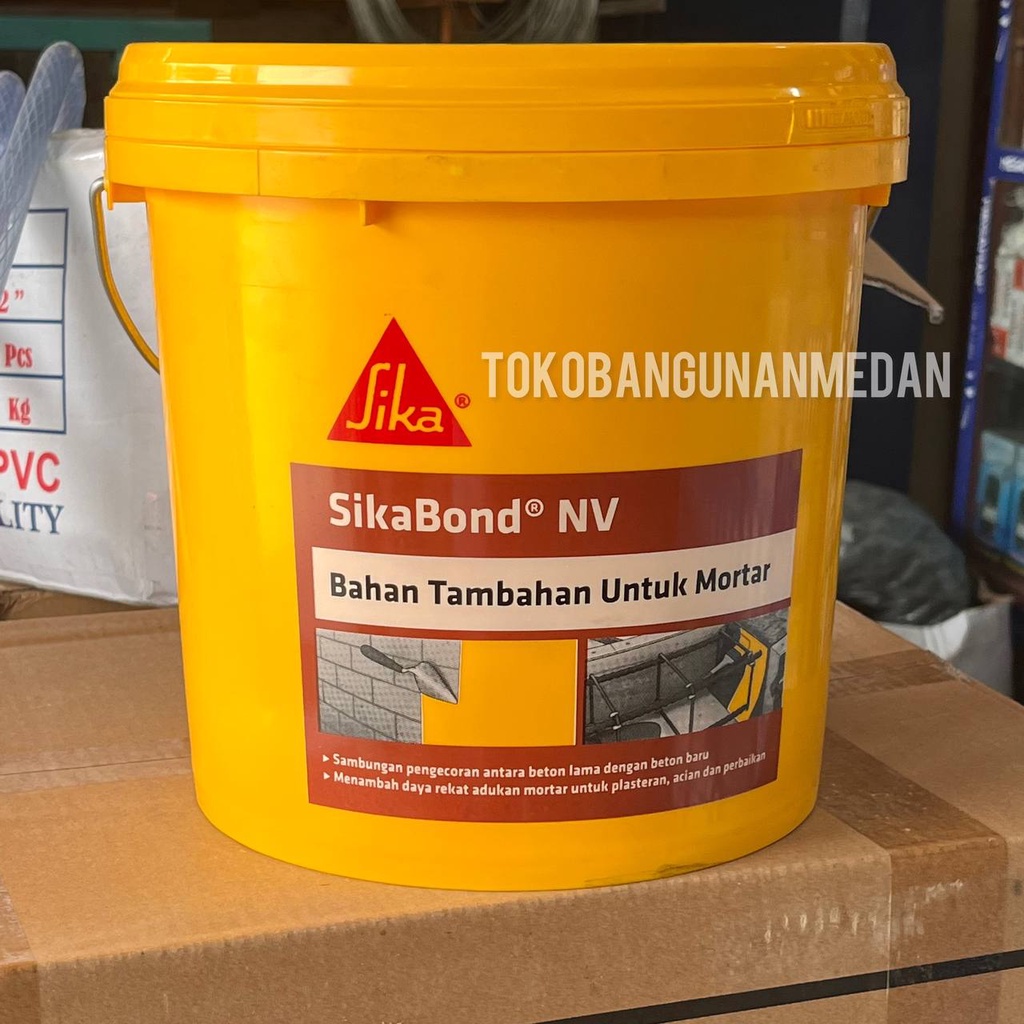 2"
Pcs
Kg
PVC
LITY
Sika®
TOKOBANGUNANMEDAN
SikaBond® NV
Bahan Tambahan Untuk Mortar
▸ Sambungan pengecoran antara beton lama dengan beton baru
▸ Menambah daya rekat adukan mortar untuk plasteran, acian dan perbaikan